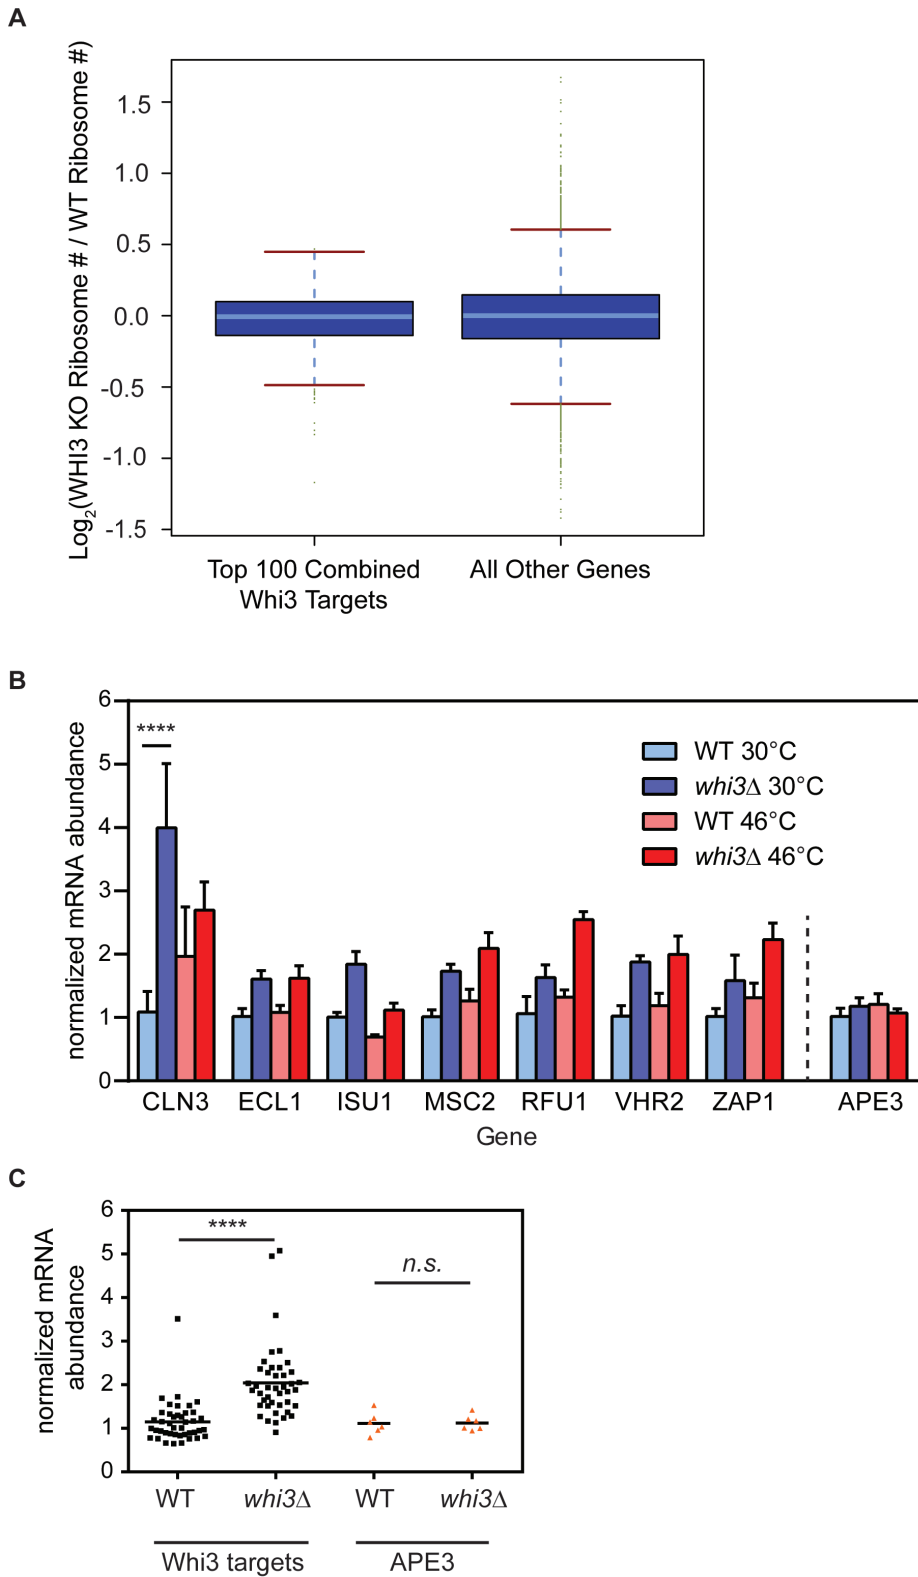 A
Log2(WHI3 KO Ribosome # / WT Ribosome #)
1.5
1.0
0.5
0.0
-0.5
-1.0
-1.5
Top 100 Combined
Whi3 Targets
All Other Genes
B
normalized mRNA abundance
6
5
4
3
2
1
0
****
WT 30°C
whi3Δ 30°C
WT 46°C
whi3Δ 46°C
CLN3 ECL1 ISU1 MSC2 RFU1 VHR2 ZAP1 APE3
Gene
C
normalized mRNA
abundance
6
5
4
3
2
1
0
****
n.s.
WT whi3Δ WT whi3Δ
Whi3 targets APE3